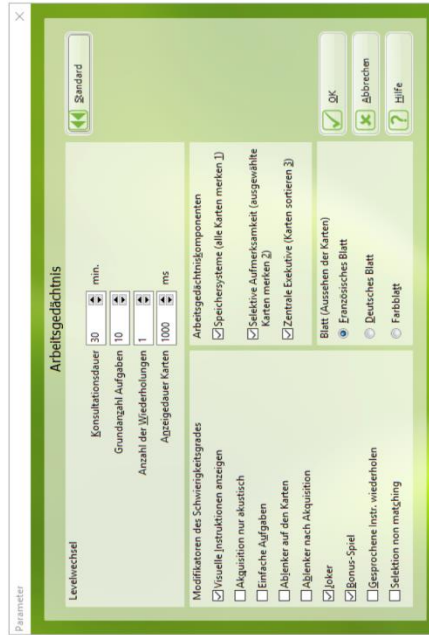 Parameter
Arbeitsgedächtnis
Levelwechsel
Konsultationsdauer 30 min.
Grundanzahl Aufgaben 10
Anzahl der Wiederholungen 1
Anzeigedauer Karten 1000 ms
Standard
Modifikatoren des Schwierigkeitsgrades
Visuelle Instruktionen anzeigen
Akquisition nur akustisch
Einfache Aufgaben
Ablenker auf den Karten
Ablenker nach Akquisition
Joker
Bonus-Spiel
Gesprochene Instr. wiederholen
Selektion non matching
Arbeitsgedächtniskomponenten
Speichersysteme (alle Karten merken 1)
Selektive Aufmerksamkeit (ausgewählte
Karten merken 2)
Zentrale Exekutive (Karten sortieren 3)
Blatt (Aussehen der Karten)
Französisches Blatt
Deutsches Blatt
Farbblatt
OK
Abbrechen
Hilfe